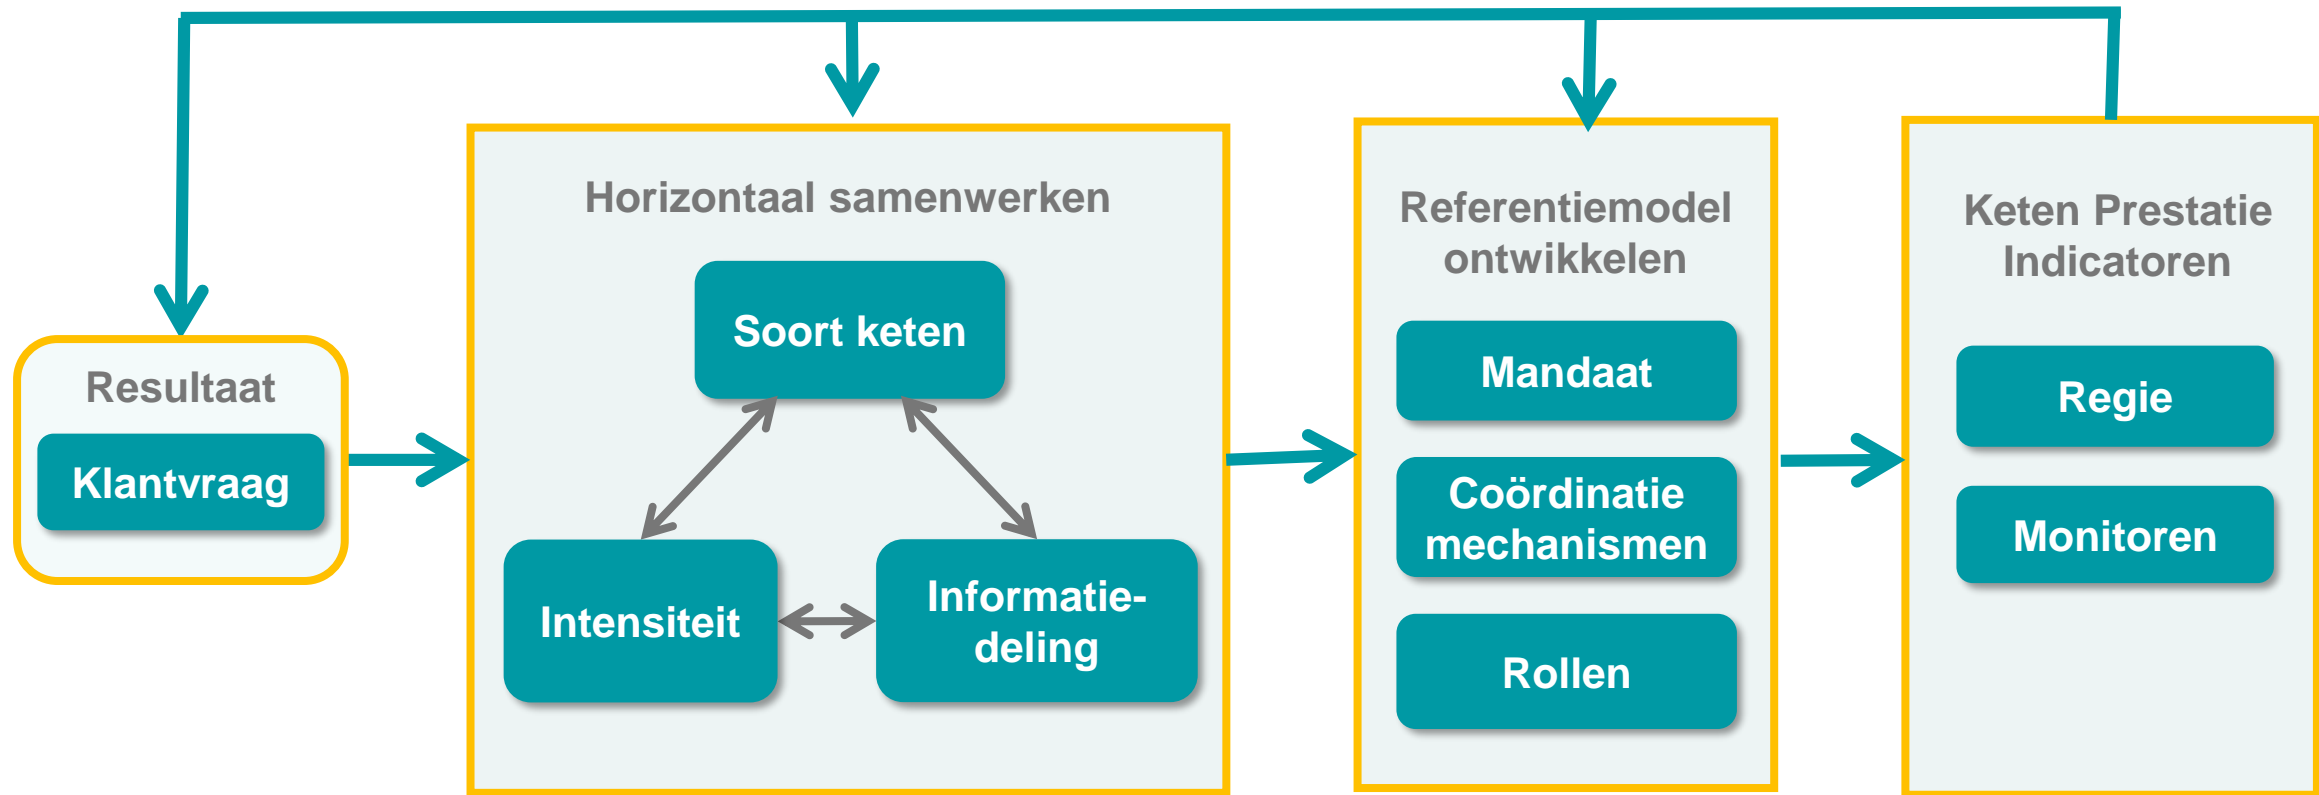 Resultaat
Klantvraag
Horizontaal samenwerken
Soort keten
Intensiteit
Informatie-
deling
Referentiemodel
ontwikkelen
Mandaat
Coördinatie
mechanismen
Rollen
Keten Prestatie
Indicatoren
Regie
Monitoren